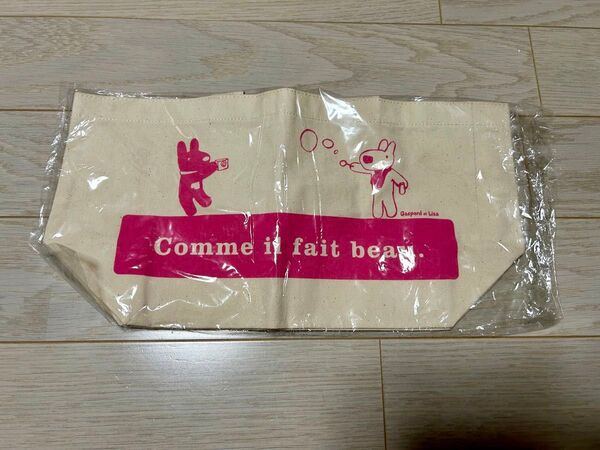 Gaspard et Lisa
Comme il fait beau.